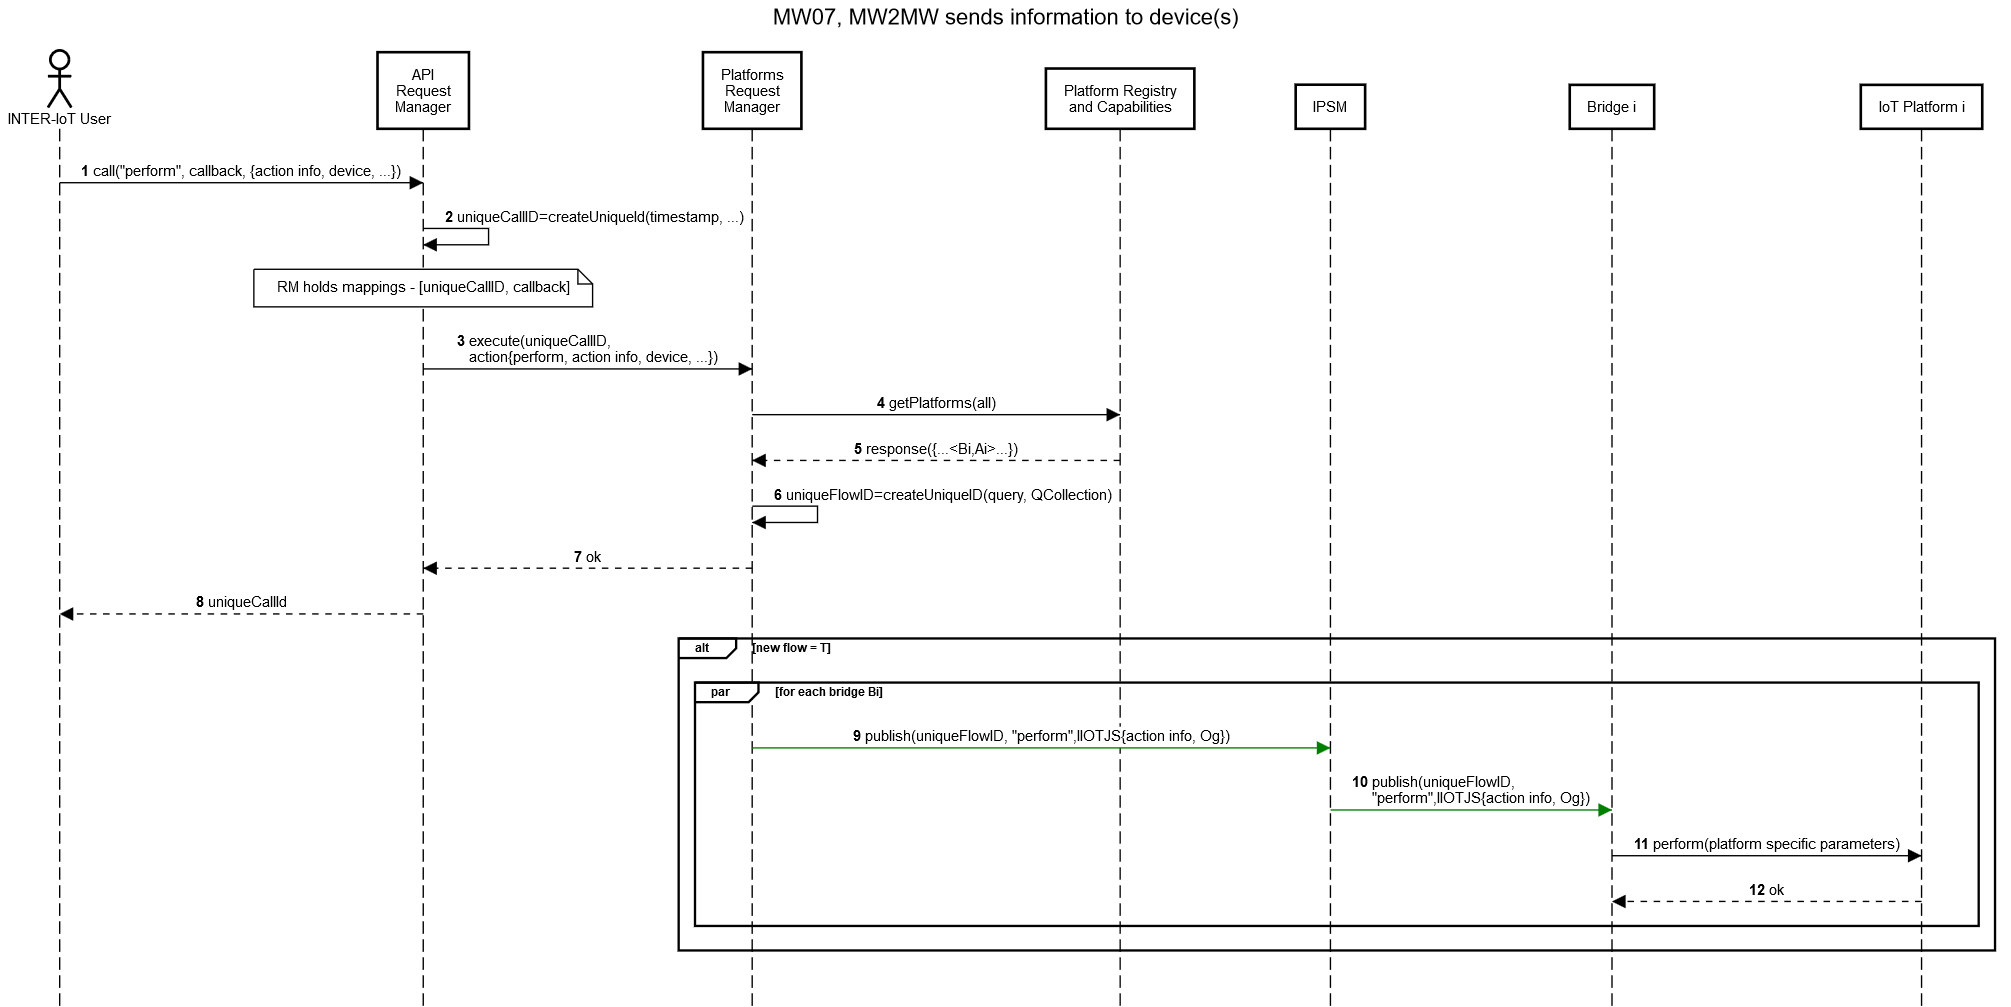 MW07, MW2MW sends information to device(s)
INTER-IoT User
API
Request
Manager
Platforms
Request
Manager
Platform Registry
and Capabilities
IPSM
Bridge i
IoT Platform i
1 call("perform", callback, {action info, device, ...})
2 uniqueCallID=createUniqueId(timestamp, ...)
RM holds mappings - [uniqueCallID, callback]
3 execute(uniqueCallID,
action{perform, action info, device, ...})
4 getPlatforms(all)
5 response({...<Bi,Ai>...})
6 uniqueFlowID=createUniqueID(query, QCollection)
7 ok
8 uniqueCallId
alt [new flow = T]
par [for each bridge Bi]
9 publish(uniqueFlowID, "perform",IIOTJS{action info, Og})
10 publish(uniqueFlowID,
"perform",IIOTJS{action info, Og})
11 perform(platform specific parameters)
12 ok